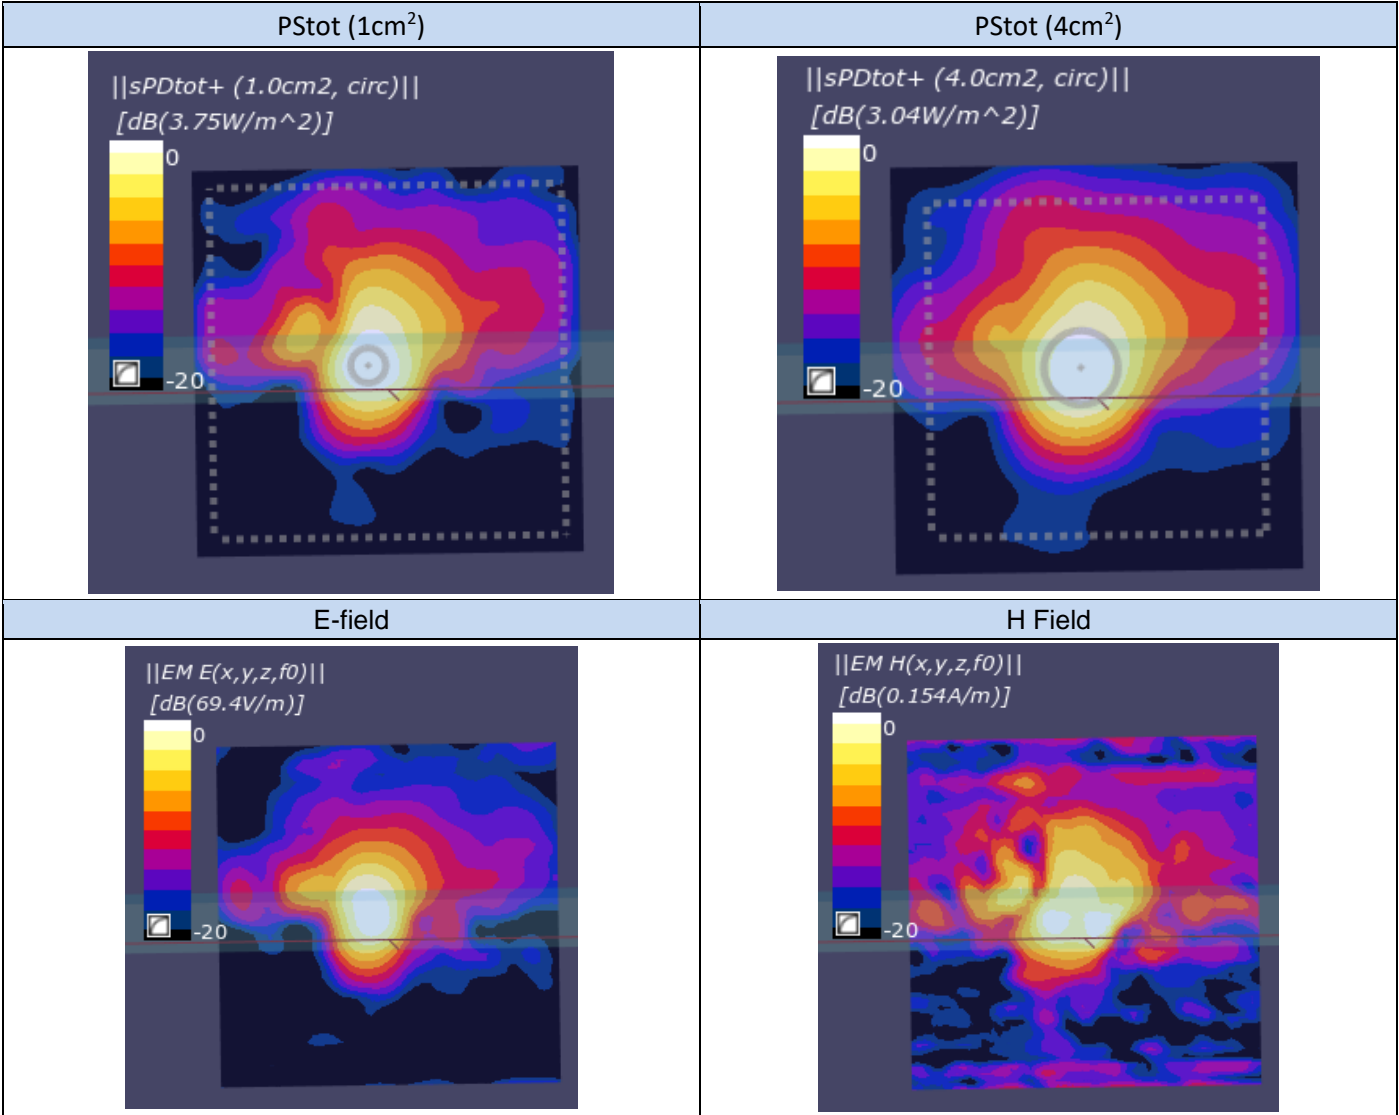 PStot (1cm²)
PStot (4cm²)
||sPDtot+ (1.0cm2, circ)||
[dB(3.75W/m^2)]
0
-20
||sPDtot+ (4.0cm2, circ)||
[dB(3.04W/m^2)]
0
-20
E-field
H Field
||EM E(x,y,z,f0)||
[dB(69.4V/m)]
0
-20
||EM H(x,y,z,f0)||
[dB(0.154A/m)]
0
-20